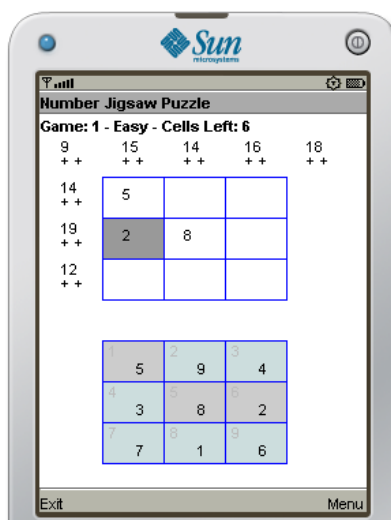 Sun
microsystems
Number Jigsaw Puzzle
Game: 1 - Easy - Cells Left: 6
9 15 14 16 18
+ + + + + + + + + +
14
+ +
5
19
+ +
2 8
12
+ +
1 5 2 9 3 4
4 3 5 8 6 2
7 7 8 1 9 6
Exit Menu